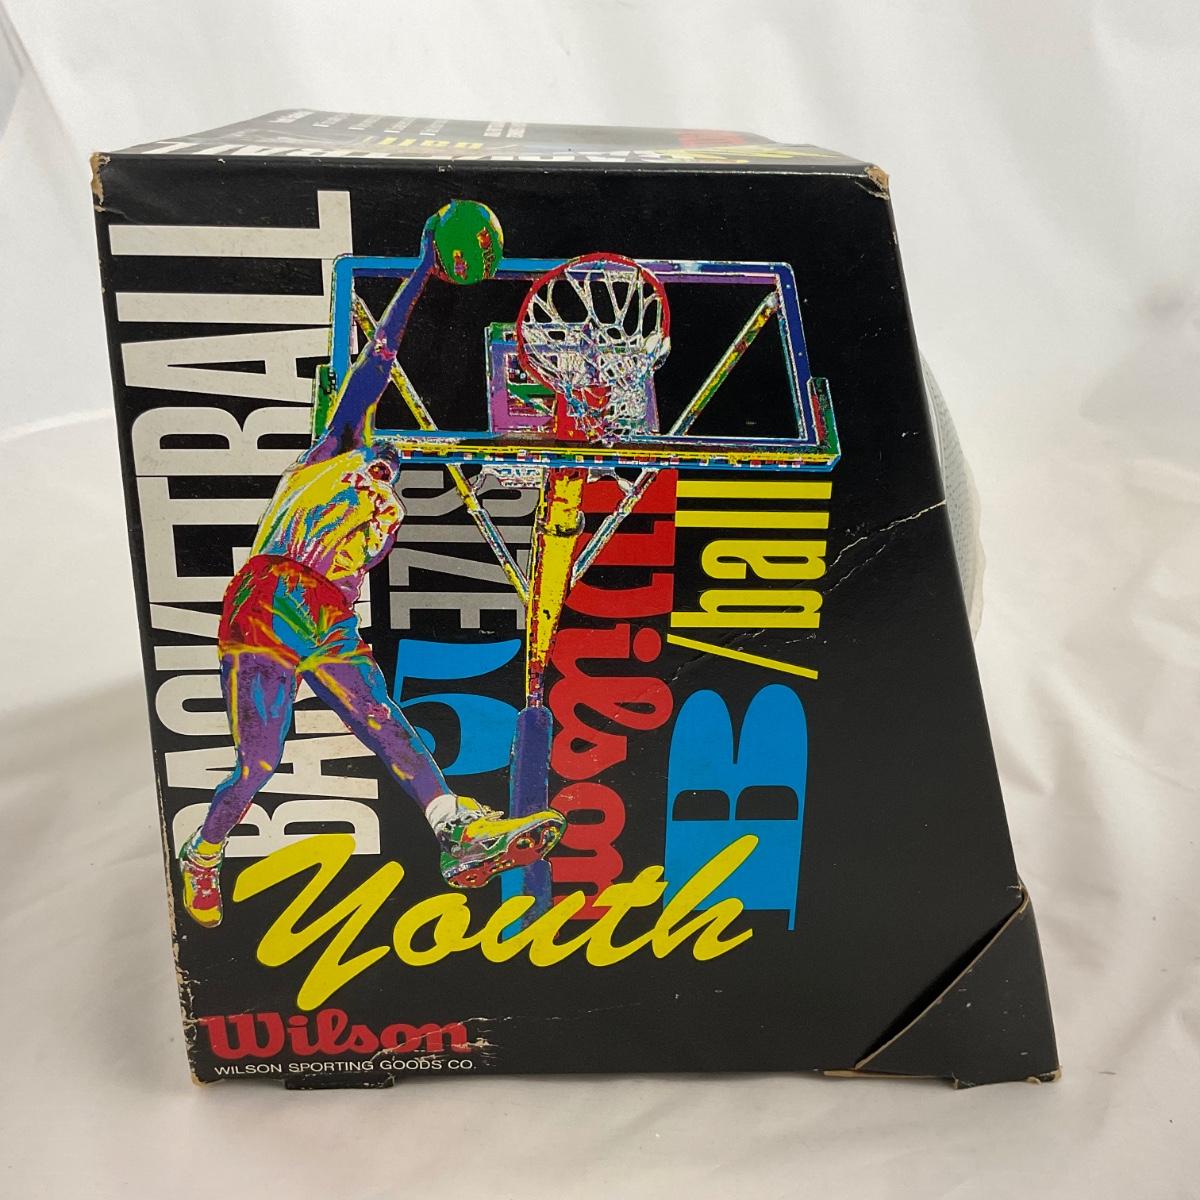 BASKETBALL
SIZE 5
Wilson
B/ball
Youth
Wilson
WILSON SPORTING GOODS CO.